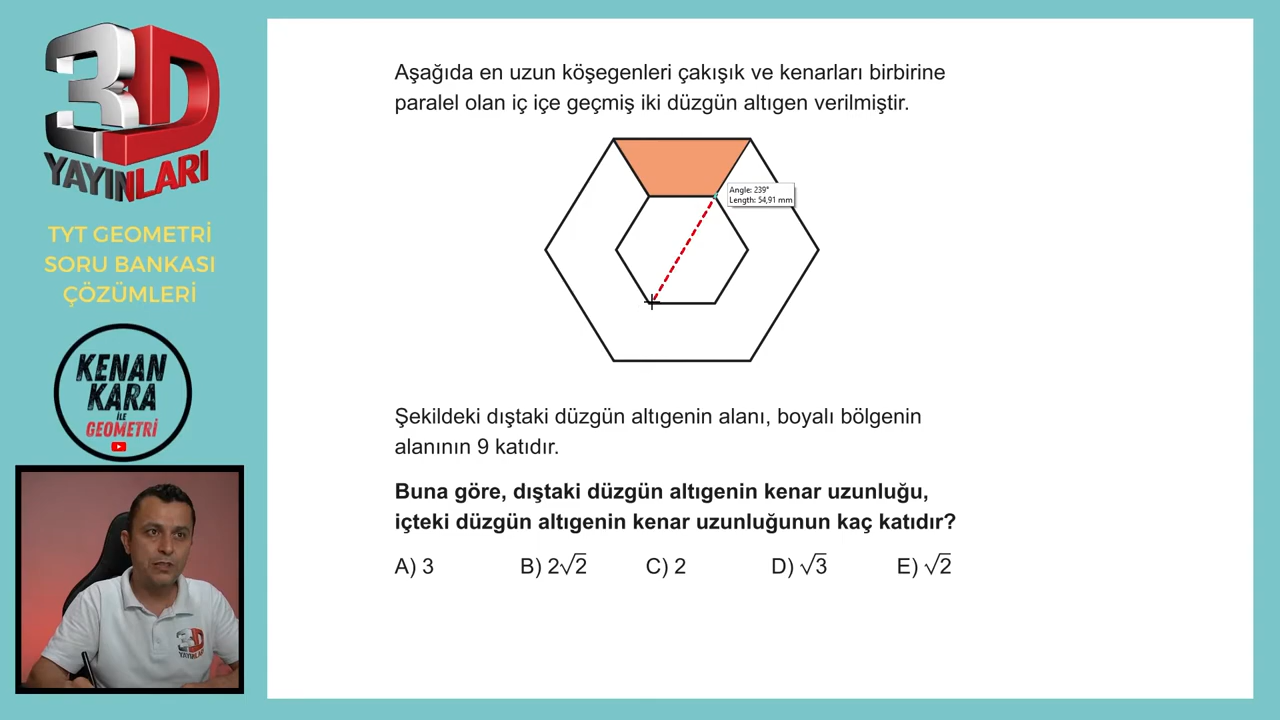 3D
YAYINLARI
TYT GEOMETRİ
SORU BANKASI
ÇÖZÜMLERİ
KENAN
KARA
İLE
GEOMETRİ
3D
YAYINLARI
Aşağıda en uzun köşegenleri çakışık ve kenarları birbirine
paralel olan iç içe geçmiş iki düzgün altıgen verilmiştir.
Angle: 239°
Length: 54,91 mm
Şekildeki dıştaki düzgün altıgenin alanı, boyalı bölgenin
alanının 9 katıdır.
Buna göre, dıştaki düzgün altıgenin kenar uzunluğu,
içteki düzgün altıgenin kenar uzunluğunun kaç katıdır?
A) 3 B) 2√2 C) 2 D) √3 E) √2